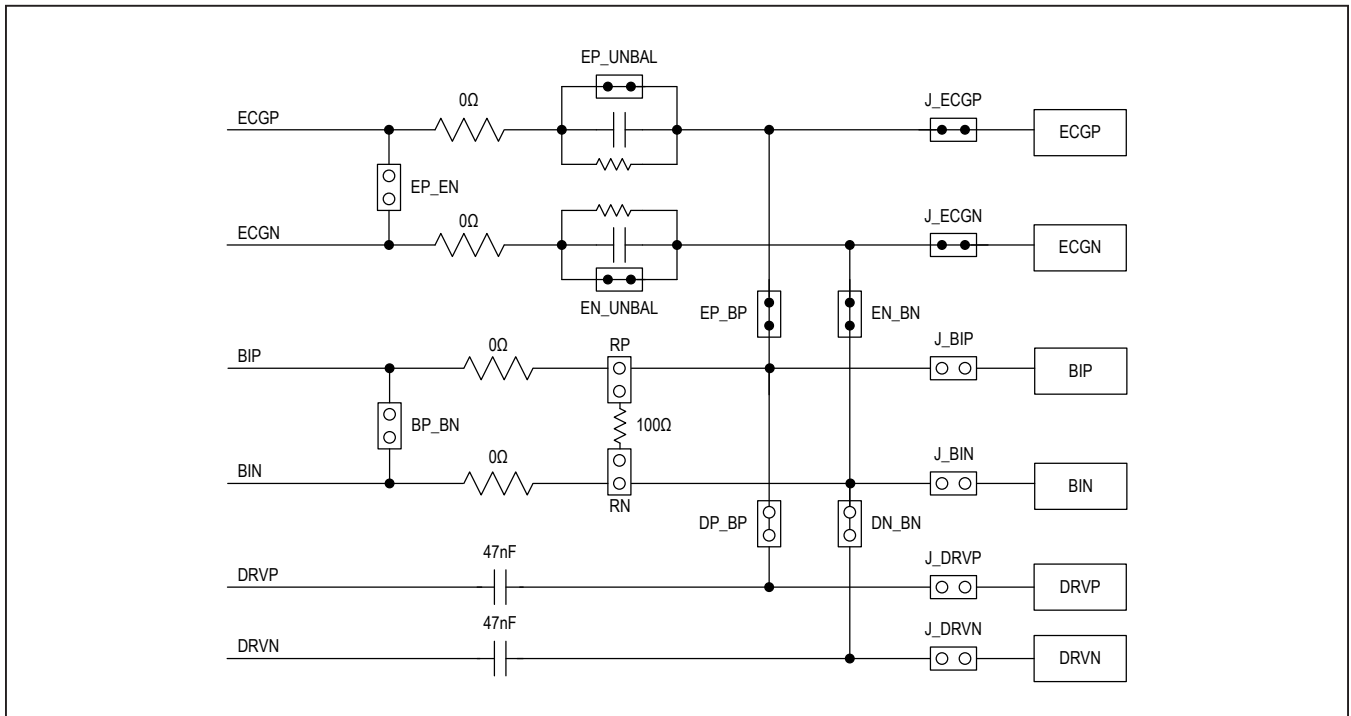 EP_UNBAL
0Ω
J_ECGP
ECGP
ECGP
EP_EN
0Ω
J_ECGN
ECGN
ECGN
EN_UNBAL
EP_BP
EN_BN
0Ω
RP
J_BIP
BIP
BIP
BP_BN
100Ω
0Ω
J_BIN
BIN
BIN
RN
DP_BP
DN_BN
47nF
J_DRVP
DRVP
DRVP
47nF
J_DRVN
DRVN
DRVN